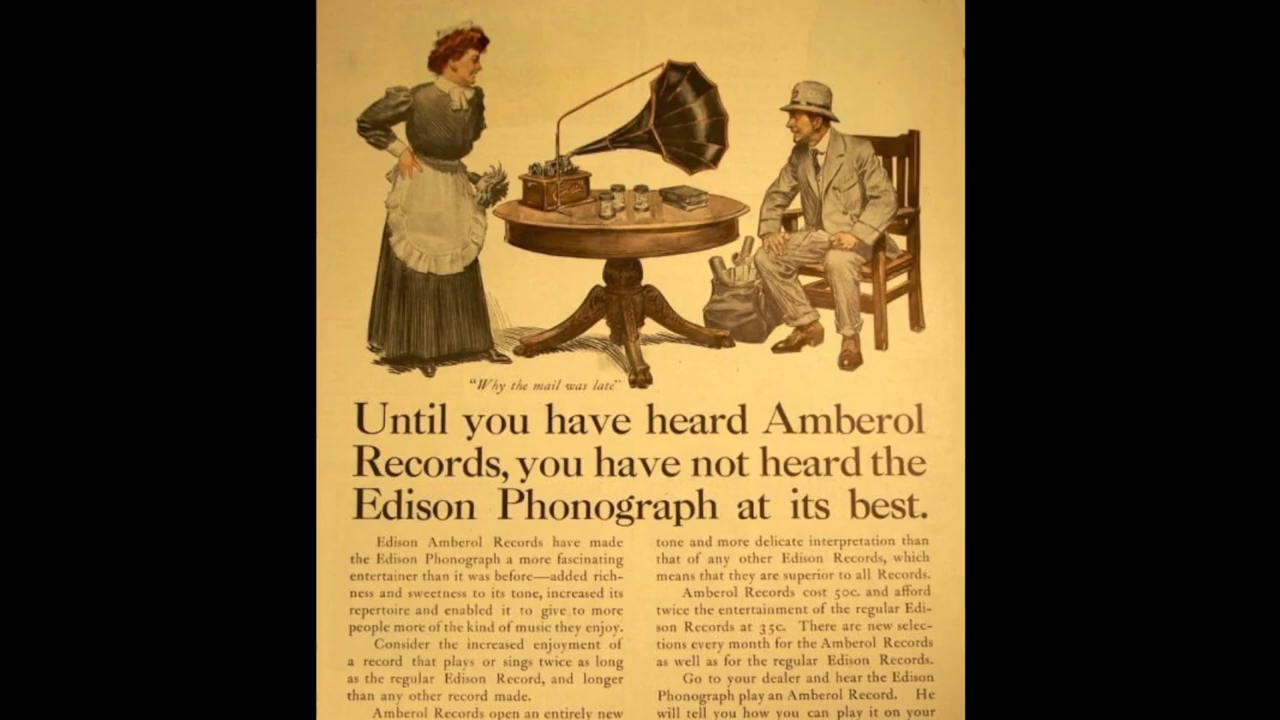 "Why the mail was late"
Until you have heard Amberol
Records, you have not heard the
Edison Phonograph at its best.
Edison Amberol Records have made
the Edison Phonograph a more fascinating
entertainer than it was before—added rich-
ness and sweetness to its tone, increased its
repertoire and enabled it to give to more
people more of the kind of music they enjoy.
Consider the increased enjoyment of
a record that plays or sings twice as long
as the regular Edison Record, and longer
than any other record made.
Amberol Records open an entirely new
tone and more delicate interpretation than
that of any other Edison Records, which
means that they are superior to all Records.
Amberol Records cost 50c. and afford
twice the entertainment of the regular Edi-
son Records at 35c. There are new selec-
tions every month for the Amberol Records
as well as for the regular Edison Records.
Go to your dealer and hear the Edison
Phonograph play an Amberol Record. He
will tell you how you can play it on your